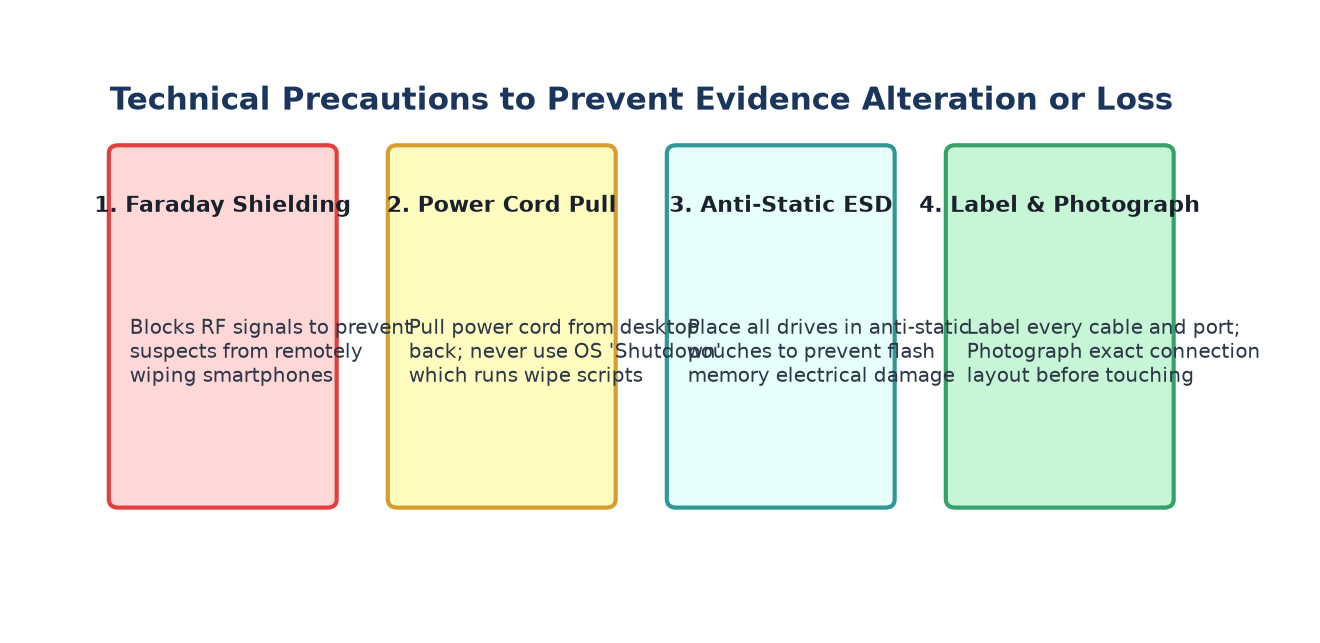 Technical Precautions to Prevent Evidence Alteration or Loss
1. Faraday Shielding
Blocks RF signals to prevent
suspects from remotely
wiping smartphones
2. Power Cord Pull
Pull power cord from desktop
back; never use OS 'Shutdown'
which runs wipe scripts
3. Anti-Static ESD
Place all drives in anti-static
pouches to prevent flash
memory electrical damage
4. Label & Photograph
Label every cable and port;
Photograph exact connection
layout before touching